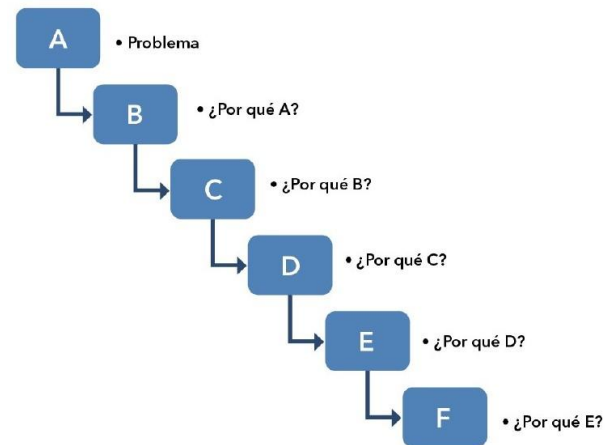 A
• Problema
B
• ¿Por qué A?
C
• ¿Por qué B?
D
• ¿Por qué C?
E
• ¿Por qué D?
F
• ¿Por qué E?